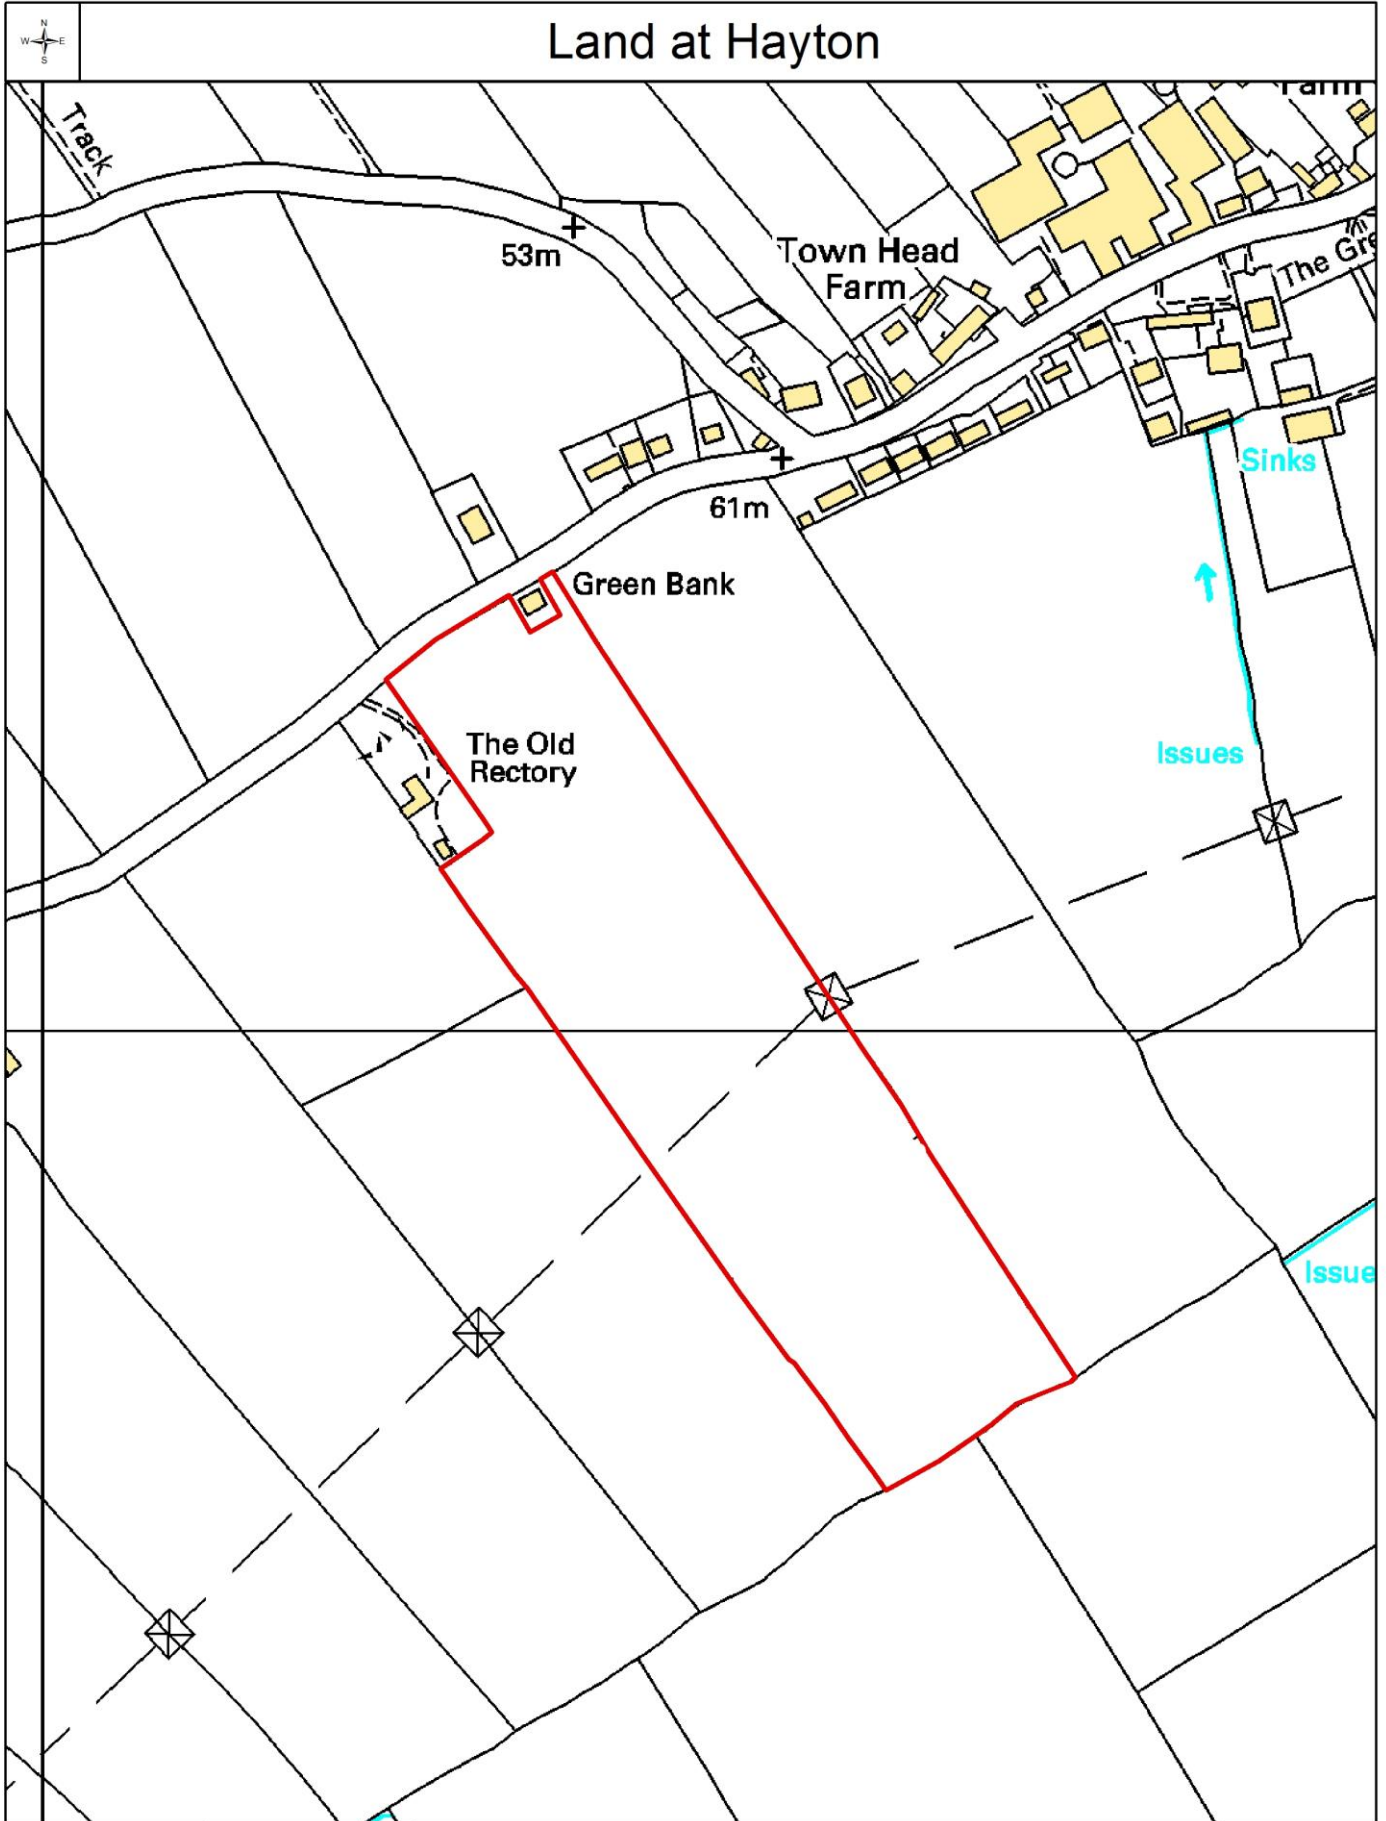 N
W E
S
Land at Hayton
Farm
Track
53m
Town Head
Farm
The Gre
Sinks
61m
Green Bank
The Old
Rectory
Issues
Issue